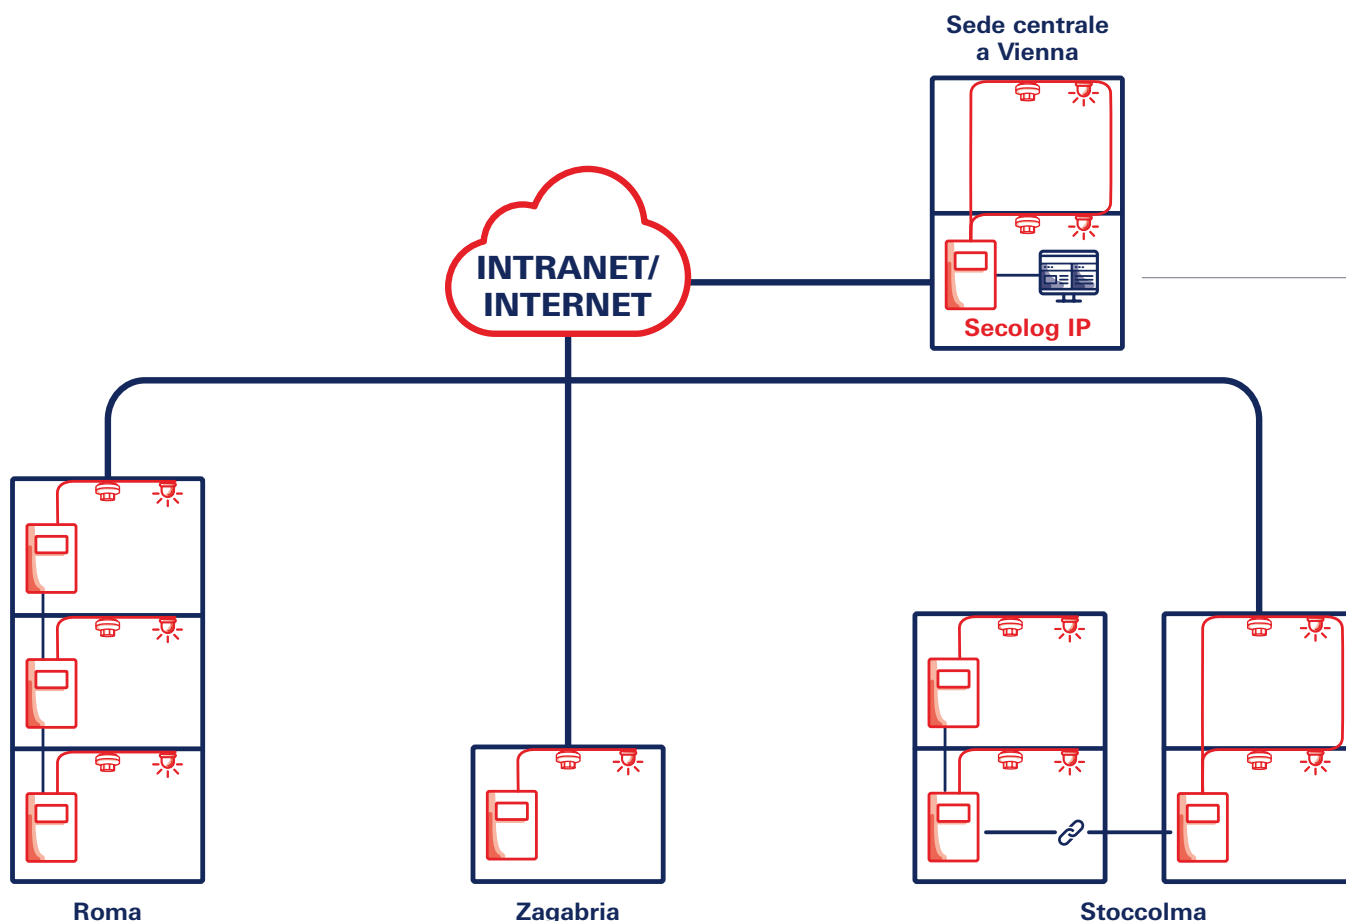 Sede centrale
a Vienna
INTRANET/
INTERNET
Secolog IP
Roma
Zagabria
Stoccolma